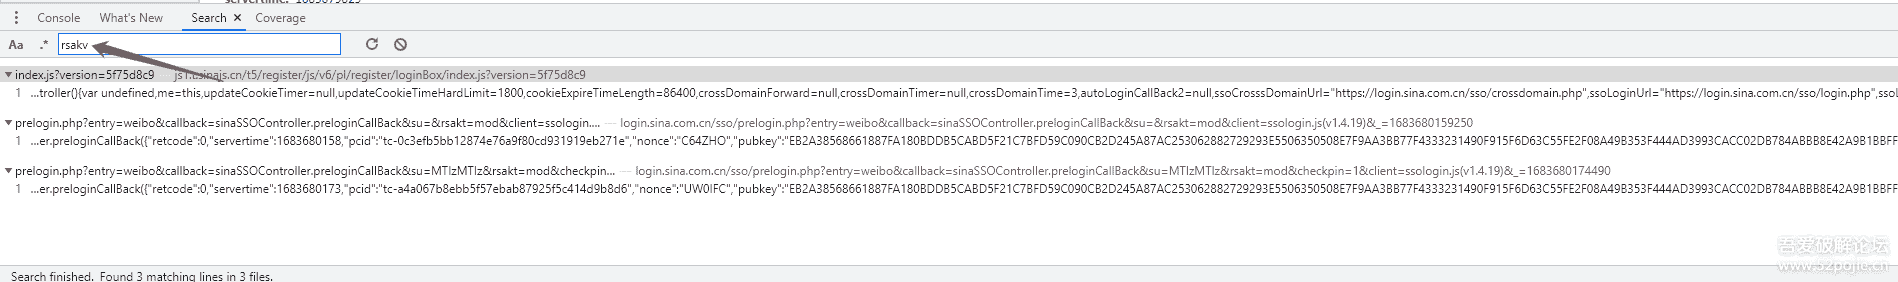 servertime: 1683679825
Console What's New Search × Coverage
Aa .* rsakv
index.js?version=5f75d8c9 js1.t.sinajs.cn/t5/register/js/v6/pl/register/loginBox/index.js?version=5f75d8c9
1 ...troller(){var undefined,me=this,updateCookieTimer=null,updateCookieTimeHardLimit=1800,cookieExpireTimeLength=86400,crossDomainForward=null,crossDomainTimer=null,crossDomainTime=3,autoLoginCallBack2=null,ssoCrosssDomainUrl="https://login.sina.com.cn/sso/crossdomain.php",ssoLoginUrl="https://login.sina.com.cn/sso/login.php",ssoL
prelogin.php?entry=weibo&callback=sinaSSOController.preloginCallBack&su=&rsakt=mod&client=ssologin.... — login.sina.com.cn/sso/prelogin.php?entry=weibo&callback=sinaSSOController.preloginCallBack&su=&rsakt=mod&client=ssologin.js(v1.4.19)&_=1683680159250
1 ...er.preloginCallBack({"retcode":0,"servertime":1683680158,"pcid":"tc-0c3efb5bb12874e76a9f80cd931919eb271e","nonce":"C64ZHO","pubkey":"EB2A38568661887FA180BDDB5CABD5F21C7BFD59C090CB2D245A87AC253062882729293E5506350508E7F9AA3BB77F4333231490F915F6D63C55FE2F08A49B353F444AD3993CACC02DB784ABBB8E42A9B1BBFF
prelogin.php?entry=weibo&callback=sinaSSOController.preloginCallBack&su=MTIzMTIz&rsakt=mod&checkpin... — login.sina.com.cn/sso/prelogin.php?entry=weibo&callback=sinaSSOController.preloginCallBack&su=MTIzMTIz&rsakt=mod&checkpin=1&client=ssologin.js(v1.4.19)&_=1683680174490
1 ...er.preloginCallBack({"retcode":0,"servertime":1683680173,"pcid":"tc-a4a067b8ebb5f57ebab87925f5c414d9b8d6","nonce":"UW0IFC","pubkey":"EB2A38568661887FA180BDDB5CABD5F21C7BFD59C090CB2D245A87AC253062882729293E5506350508E7F9AA3BB77F4333231490F915F6D63C55FE2F08A49B353F444AD3993CACC02DB784ABBB8E42A9B1BBFF
吾爱破解论坛
www.52pojie.cn
Search finished. Found 3 matching lines in 3 files.